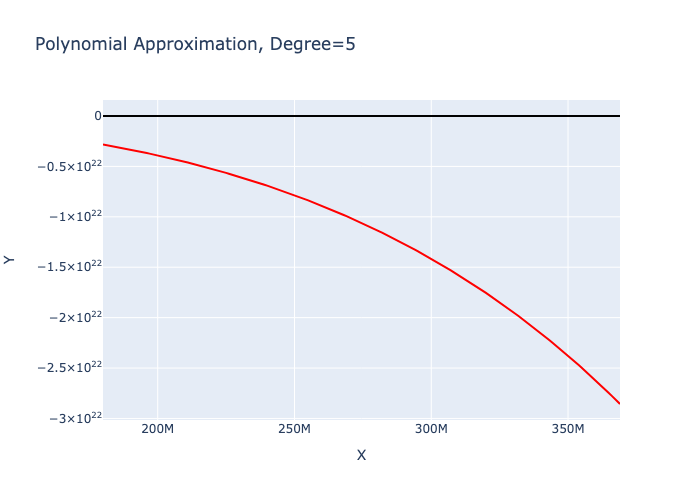 Polynomial Approximation, Degree=5
0
−0.5×10²²
−1×10²²
−1.5×10²²
−2×10²²
−2.5×10²²
−3×10²²
Y
200M 250M 300M 350M
X